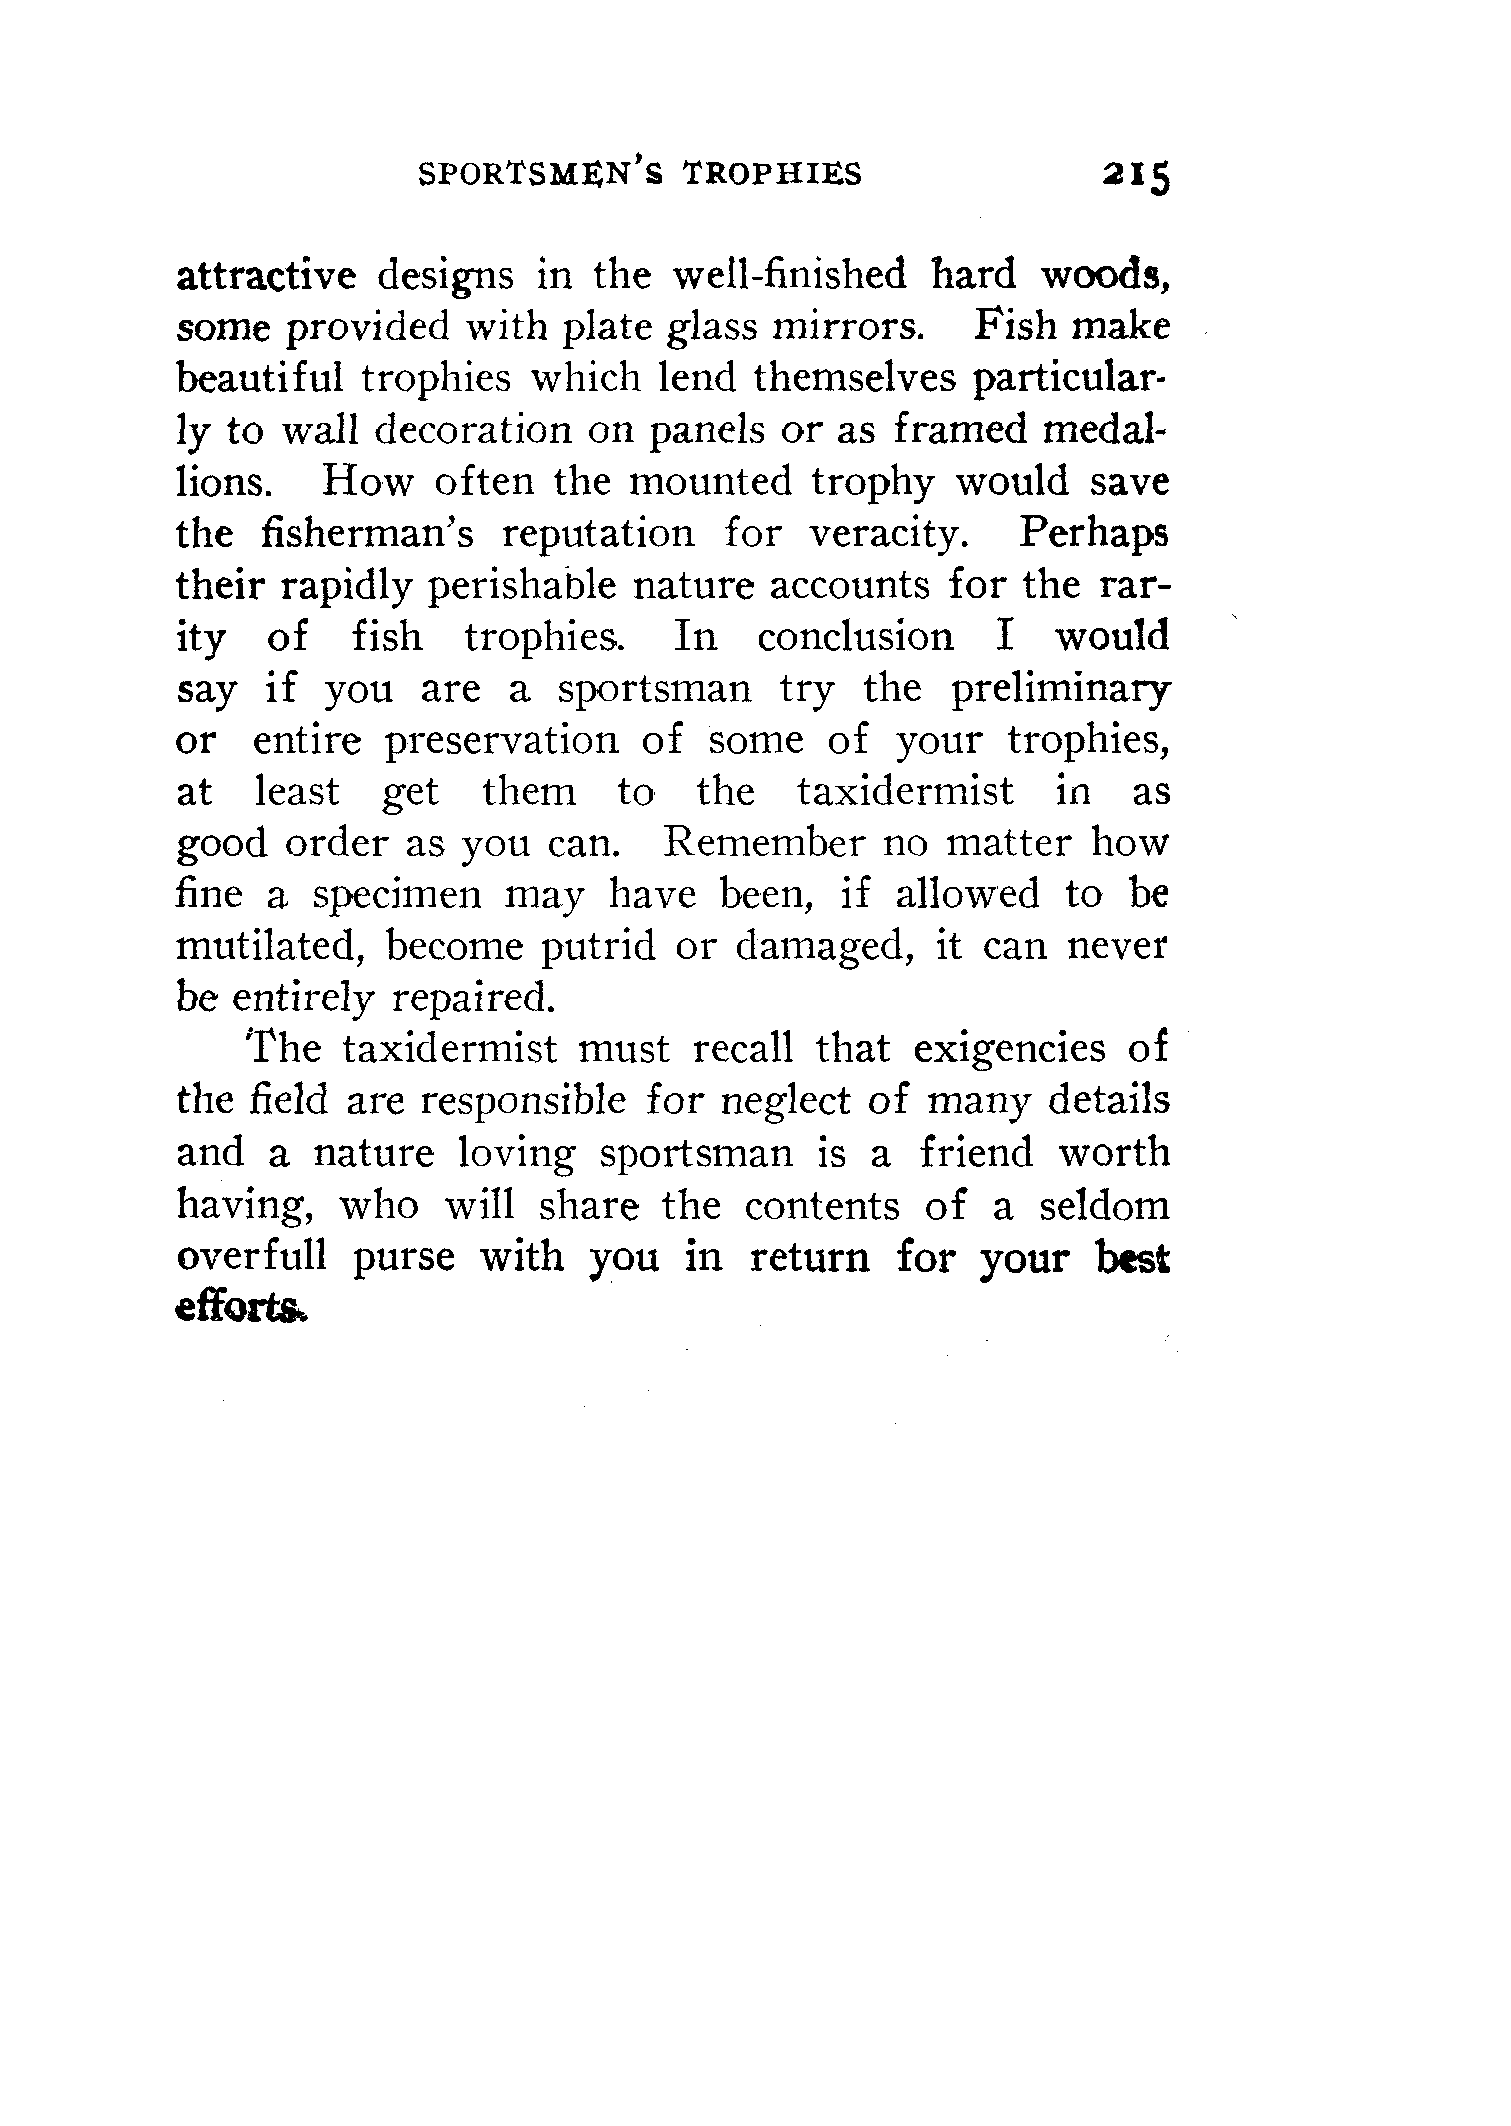 SPORTSMEN'S TROPHIES 215
attractive designs in the well-finished hard woods,
some provided with plate glass mirrors. Fish make
beautiful trophies which lend themselves particular-
ly to wall decoration on panels or as framed medal-
lions. How often the mounted trophy would save
the fisherman's reputation for veracity. Perhaps
their rapidly perishable nature accounts for the rar-
ity of fish trophies. In conclusion I would
say if you are a sportsman try the preliminary
or entire preservation of some of your trophies,
at least get them to the taxidermist in as
good order as you can. Remember no matter how
fine a specimen may have been, if allowed to be
mutilated, become putrid or damaged, it can never
be entirely repaired.
The taxidermist must recall that exigencies of
the field are responsible for neglect of many details
and a nature loving sportsman is a friend worth
having, who will share the contents of a seldom
overfull purse with you in return for your best
efforts.